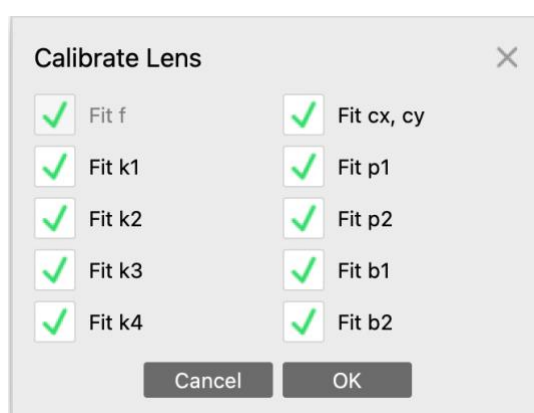 Calibrate Lens
Fit f
Fit cx, cy
Fit k1
Fit p1
Fit k2
Fit p2
Fit k3
Fit b1
Fit k4
Fit b2
Cancel
OK